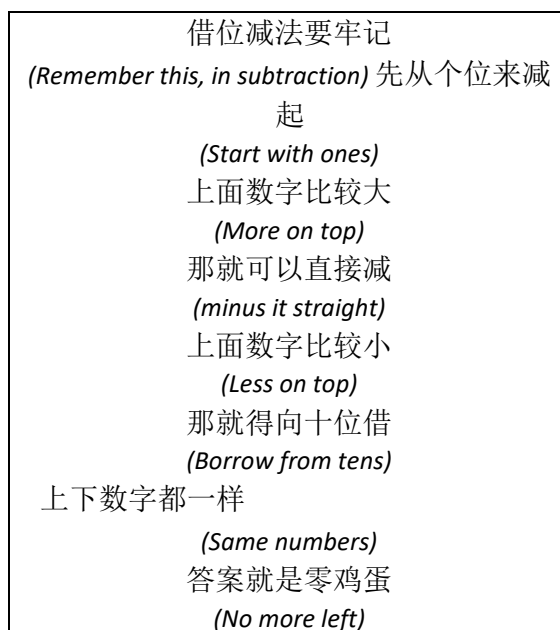 借位减法要牢记
(Remember this, in subtraction) 先从个位来减
起
(Start with ones)
上面数字比较大
(More on top)
那就可以直接减
(minus it straight)
上面数字比较小
(Less on top)
那就得向十位借
(Borrow from tens)
上下数字都一样
(Same numbers)
答案就是零鸡蛋
(No more left)